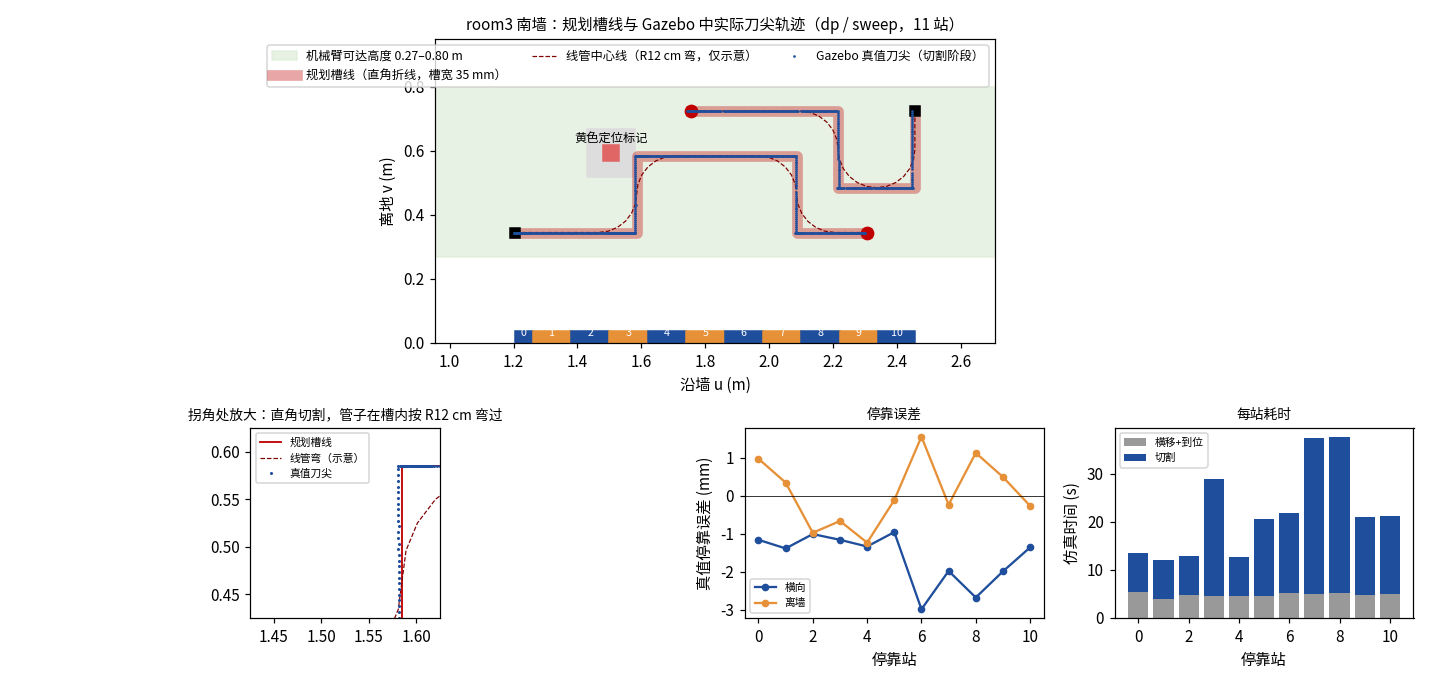 room3 南墙：规划槽线与 Gazebo 中实际刀尖轨迹（dp / sweep，11 站）
机械臂可达高度 0.27–0.80 m
规划槽线（直角折线，槽宽 35 mm）
线管中心线（R12 cm 弯，仅示意）
Gazebo 真值刀尖（切割阶段）
黄色定位标记
离地 v (m)
0.8
0.6
0.4
0.2
0.0
0 1 2 3 4 5 6 7 8 9 10
1.0 1.2 1.4 1.6 1.8 2.0 2.2 2.4 2.6
沿墙 u (m)
拐角处放大：直角切割，管子在槽内按 R12 cm 弯过
规划槽线
线管弯（示意）
真值刀尖
0.60
0.55
0.50
0.45
1.45 1.50 1.55 1.60
停靠误差
真值停靠误差 (mm)
1
0
-1
-2
-3
横向
离墙
0 2 4 6 8 10
停靠站
每站耗时
横移+到位
切割
仿真时间 (s)
30
20
10
0
0 2 4 6 8 10
停靠站